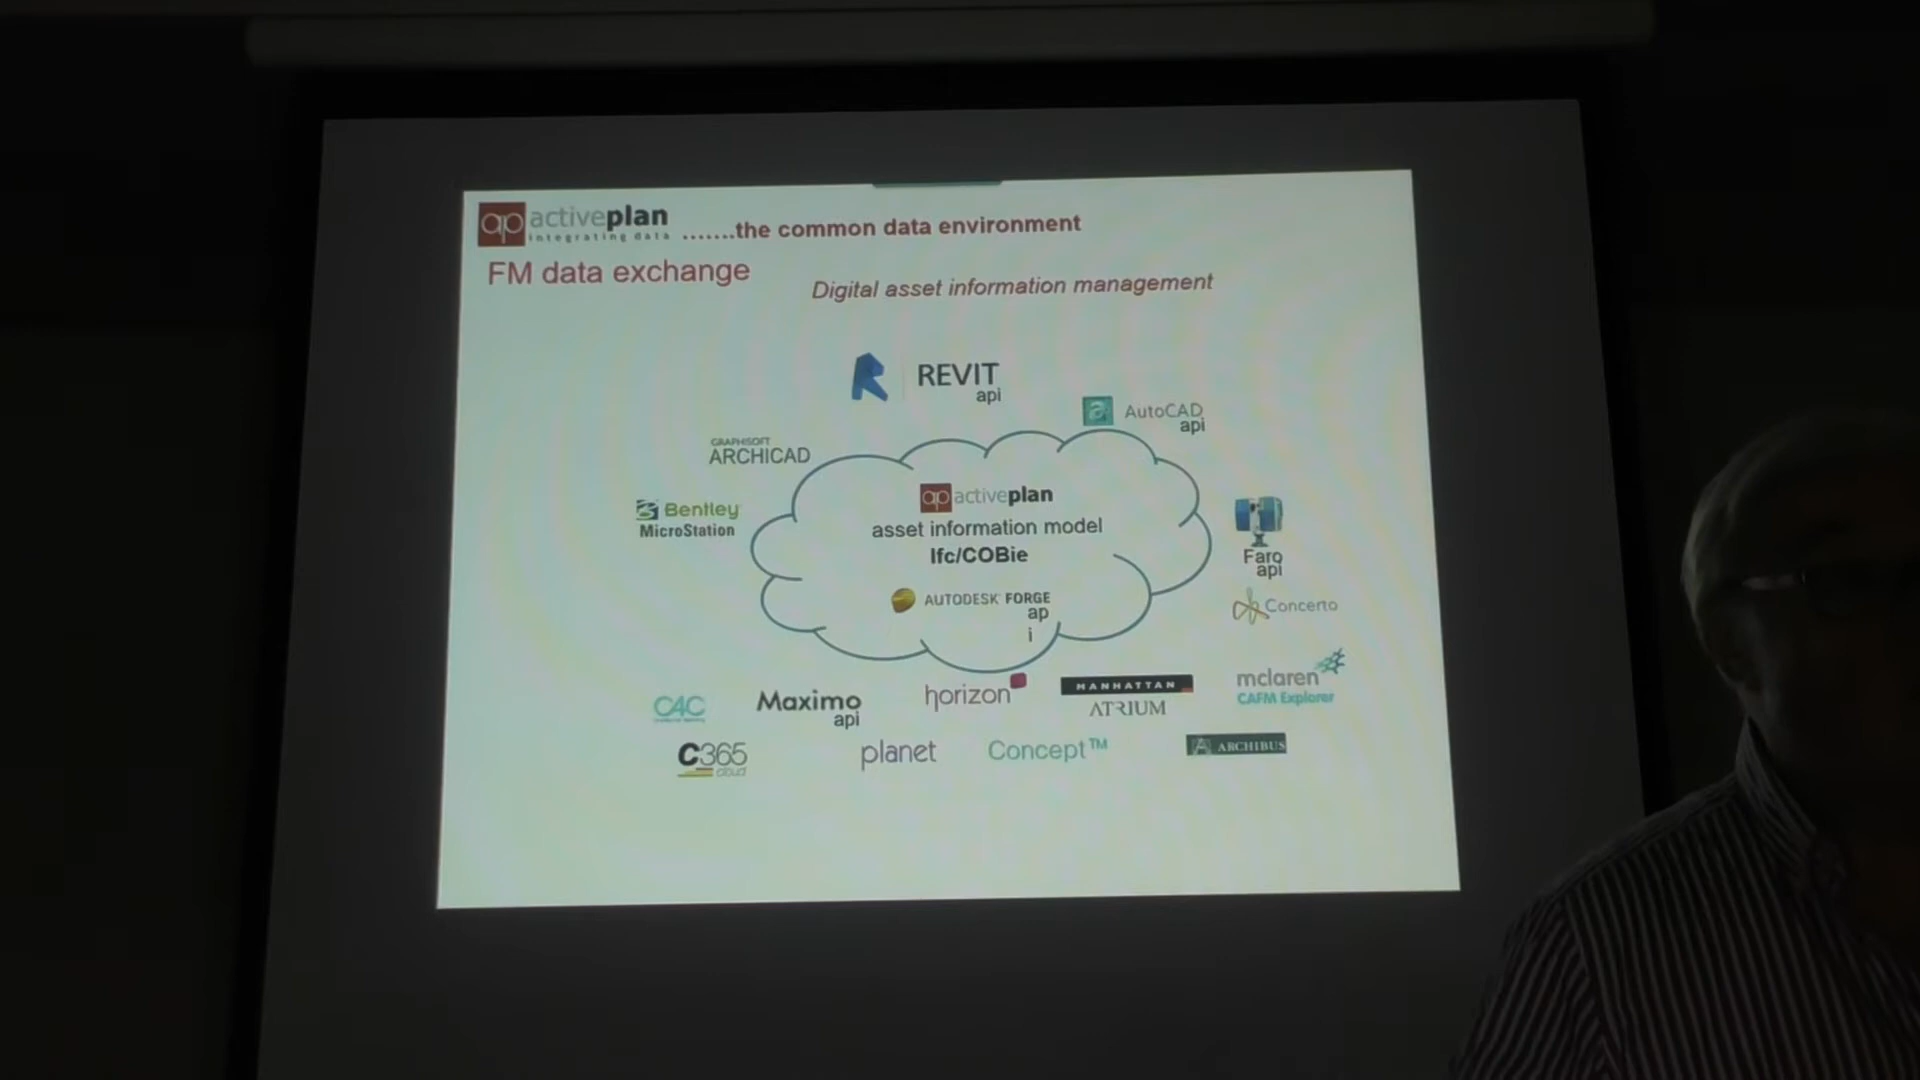 ap activeplan
integrating data
.......the common data environment
FM data exchange
Digital asset information management
REVIT
api
AutoCAD
api
GRAPHISOFT
ARCHICAD
ap activeplan
asset information model
Ifc/COBie
AUTODESK FORGE
ap
i
Bentley
MicroStation
Faro
api
Concerto
C4C
Maximo
api
horizon
MANHATTAN
ATRIUM
mclaren
CAFM Explorer
C365
cloud
planet
Concept™
ARCHIBUS